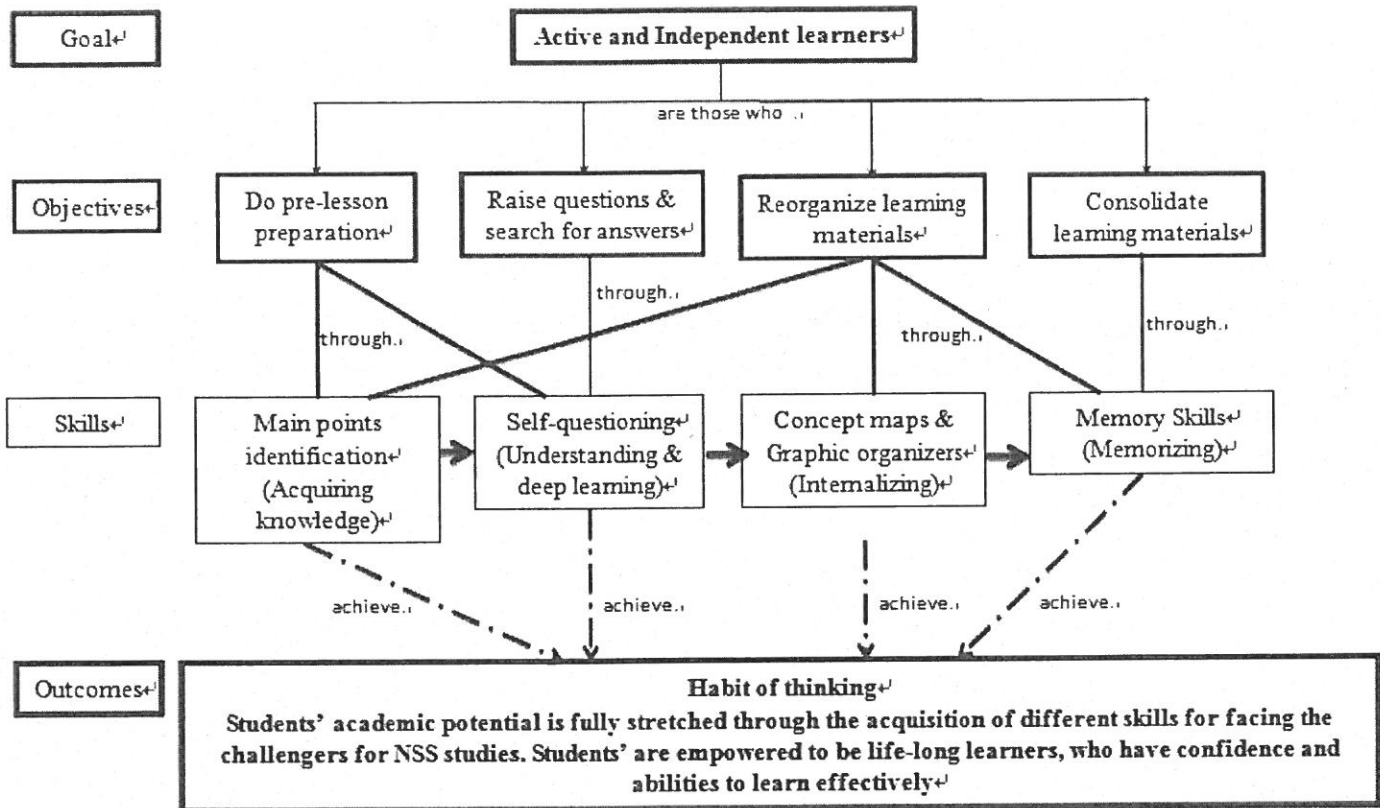 Goal↵
Active and Independent learners↵
are those who
Objectives↵
Do pre-lesson
preparation↵
Raise questions &
search for answers↵
Reorganize learning
materials↵
Consolidate
learning materials↵
through..
through..
through..
through..
Skills↵
Main points
identification↵
(Acquiring
knowledge)↵
Self-questioning↵
(Understanding &
deep learning)↵
Concept maps &
Graphic organizers↵
(Internalizing)↵
Memory Skills↵
(Memorizing)↵
achieve..
achieve..
achieve..
achieve..
Outcomes↵
Habit of thinking↵
Students' academic potential is fully stretched through the acquisition of different skills for facing the
challengers for NSS studies. Students' are empowered to be life-long learners, who have confidence and
abilities to learn effectively↵